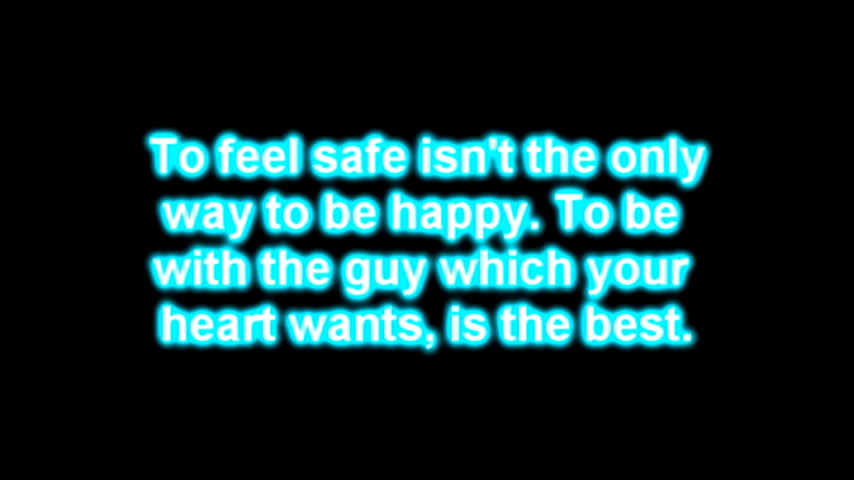 To feel safe isn't the only
way to be happy. To be
with the guy which your
heart wants, is the best.